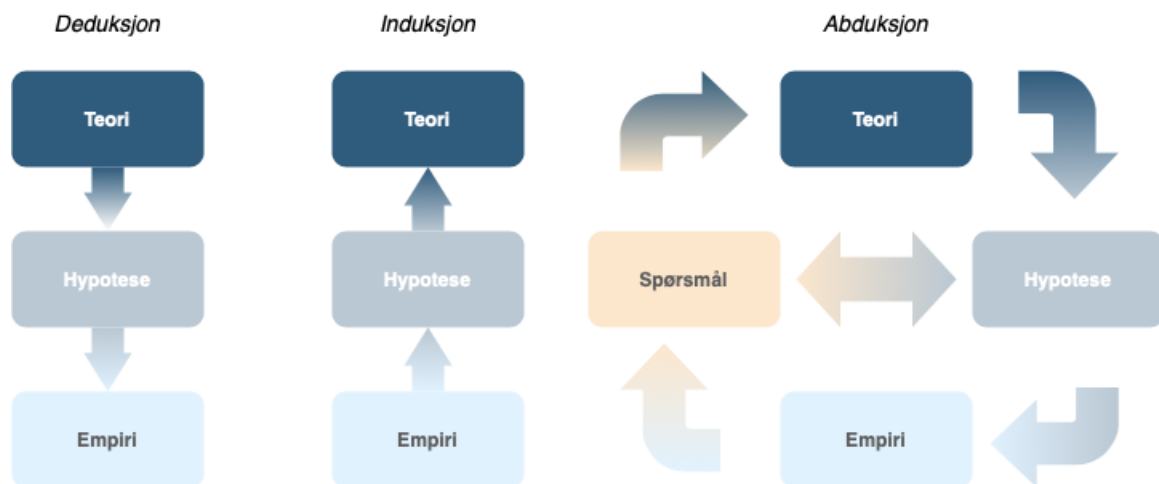 Deduksjon
Induksjon
Abduksjon
Teori
Teori
Teori
Hypotese
Hypotese
Spørsmål
Hypotese
Empiri
Empiri
Empiri